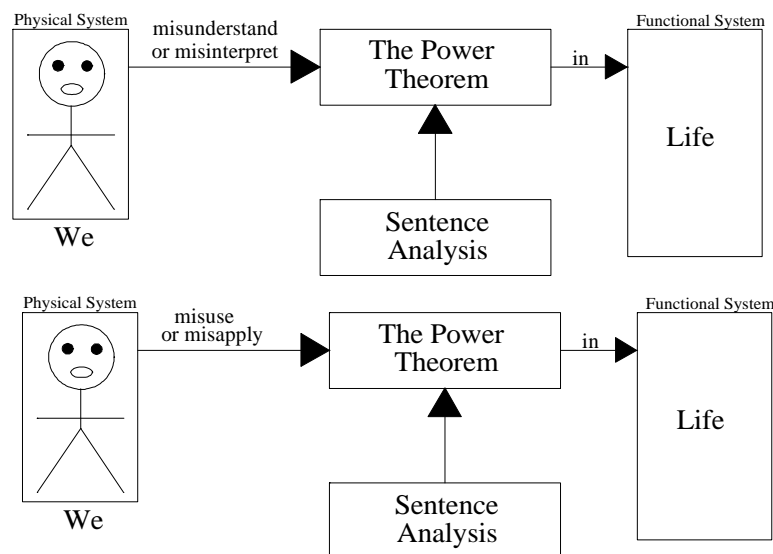 Physical System
misunderstand
or misinterpret
The Power
Theorem
in
Functional System
Life
We
Sentence
Analysis
Physical System
misuse
or misapply
The Power
Theorem
in
Functional System
Life
We
Sentence
Analysis